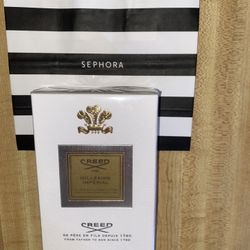 SEPHORA
CREED
MILLESIME
IMPERIAL
CREED
DE PÈRE EN FILS DEPUIS 1760
FROM FATHER TO SON SINCE 1760